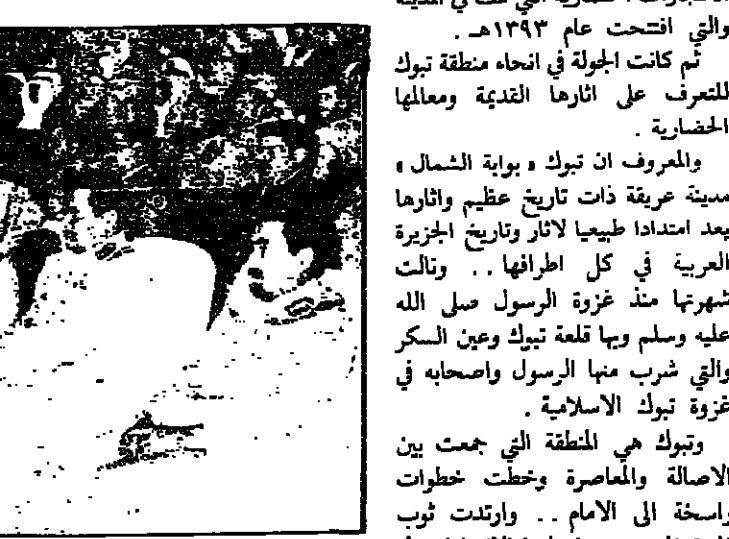 والتي افتتحت عام ١٣٩٣هـ .
ثم كانت الجولة في انحاء منطقة تبوك
للتعرف على اثارها القديمة ومعالمها
الحضارية .
والمعروف ان تبوك « بوابة الشمال »
مدينة عريقة ذات تاريخ عظيم واثارها
يعد امتدادا طبيعيا لاثار وتاريخ الجزيرة
العربية في كل اطرافها . . ونالت
شهرتها منذ غزوة الرسول صلى الله
عليه وسلم وبها قلعة تبوك وعين السكر
والتي شرب منها الرسول واصحابه في
غزوة تبوك الاسلامية .
وتبوك هي المنطقة التي جمعت بين
الاصالة والمعاصرة وخطت خطوات
راسخة الى الامام . . وارتدت ثوب